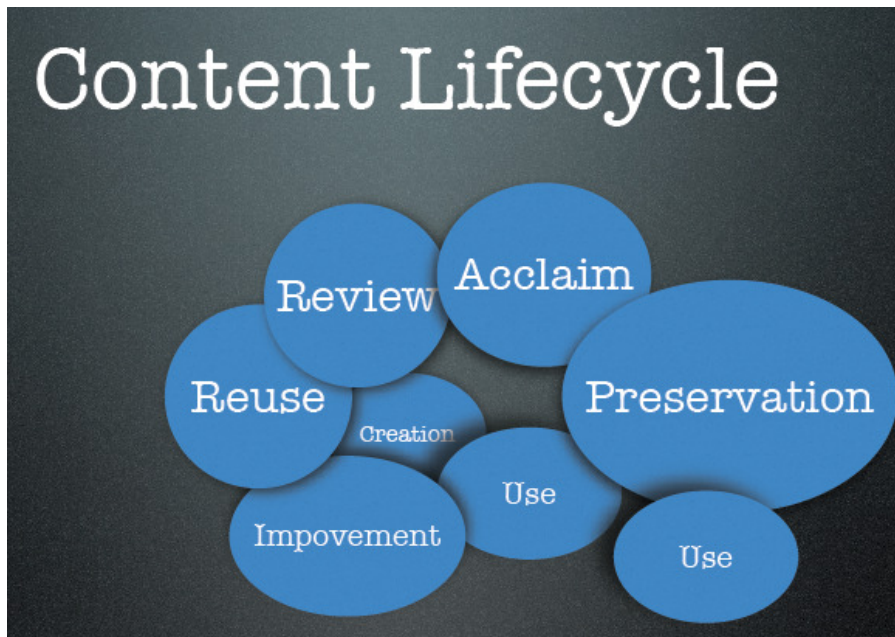 Content Lifecycle
Acclaim
Review
Preservation
Reuse
Creation
Use
Impovement
Use